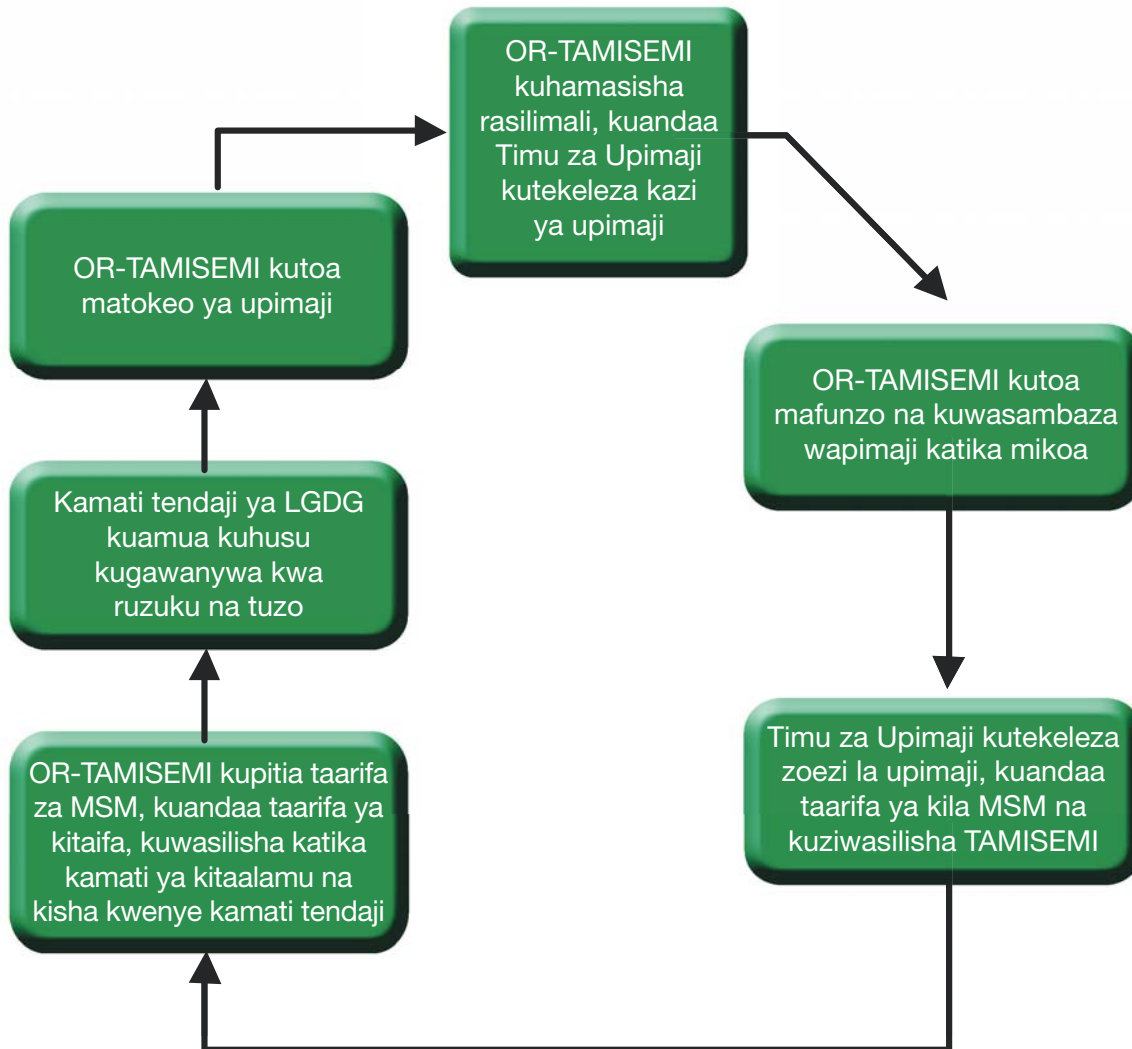 OR-TAMISEMI
kuhamasisha
rasilimali, kuandaa
Timu za Upimaji
kutekeleza kazi
ya upimaji
OR-TAMISEMI kutoa
mafunzo na kuwasambaza
wapimaji katika mikoa
Timu za Upimaji kutekeleza
zoezi la upimaji, kuandaa
taarifa ya kila MSM na
kuziwasilisha TAMISEMI
OR-TAMISEMI kupitia taarifa
za MSM, kuandaa taarifa ya
kitaifa, kuwasilisha katika
kamati ya kitaalamu na
kisha kwenye kamati tendaji
Kamati tendaji ya LGDG
kuamua kuhusu
kugawanywa kwa
ruzuku na tuzo
OR-TAMISEMI kutoa
matokeo ya upimaji